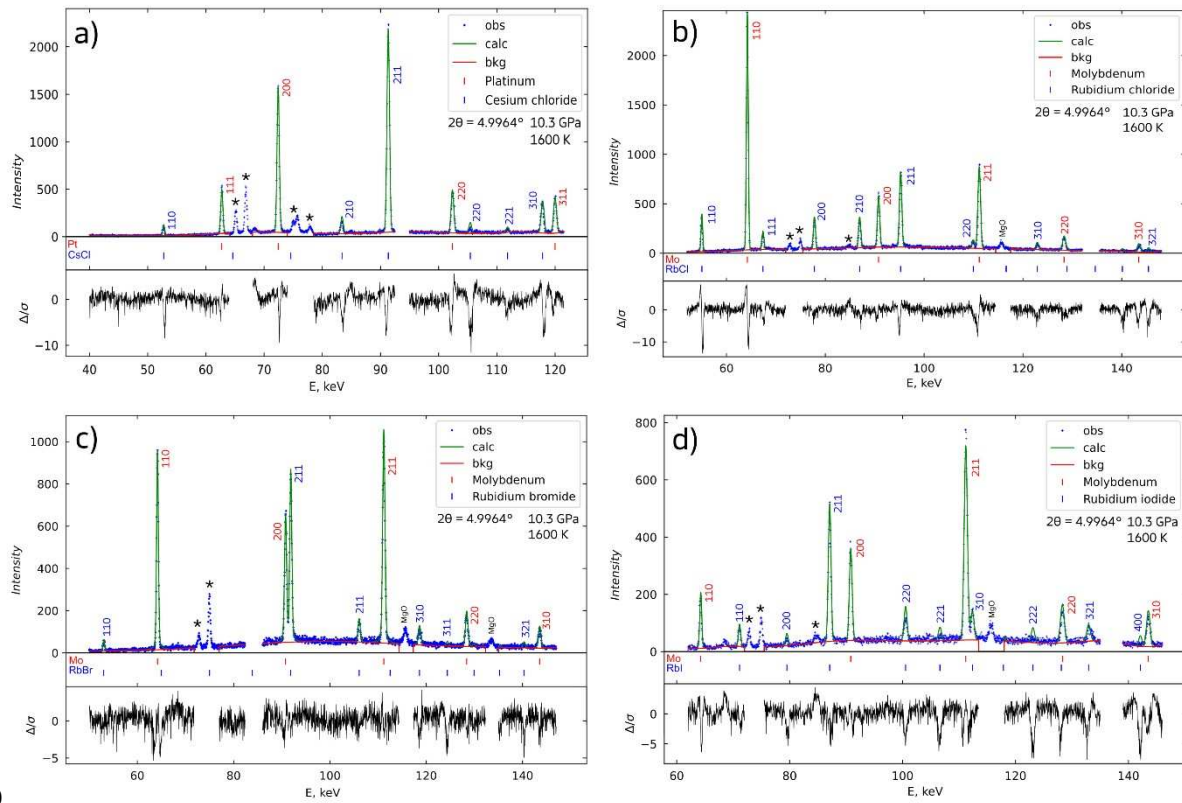 a)
Intensity
2000
1500
1000
500
0
110
111
*
*
200
*
*
210
211
220
220
221
310
311
obs
calc
bkg
Platinum
Cesium chloride
2θ = 4.9964° 10.3 GPa
1600 K
Pt
CsCl
Δ/σ
0
−5
−10
40 50 60 70 80 90 100 110 120
E, keV
b)
Intensity
2000
1500
1000
500
0
110
110
111
*
*
200
*
210
200
211
220
211
MgO
310
220
310
321
obs
calc
bkg
Molybdenum
Rubidium chloride
2θ = 4.9964° 10.3 GPa
1600 K
Mo
RbCl
Δ/σ
5
0
−5
−10
60 80 100 120 140
E, keV
c)
Intensity
1000
800
600
400
200
0
110
110
*
*
200
211
211
211
MgO
310
311
220
MgO
321
310
obs
calc
bkg
Molybdenum
Rubidium bromide
2θ = 4.9964° 10.3 GPa
1600 K
Mo
RbBr
Δ/σ
0
−5
60 80 100 120 140
E, keV
d)
Intensity
800
600
400
200
0
110
110
*
*
200
*
211
200
220
221
211
310
MgO
222
220
321
400
310
obs
calc
bkg
Molybdenum
Rubidium iodide
2θ = 4.9964° 10.3 GPa
1600 K
Mo
RbI
Δ/σ
0
−5
60 80 100 120 140
E, keV